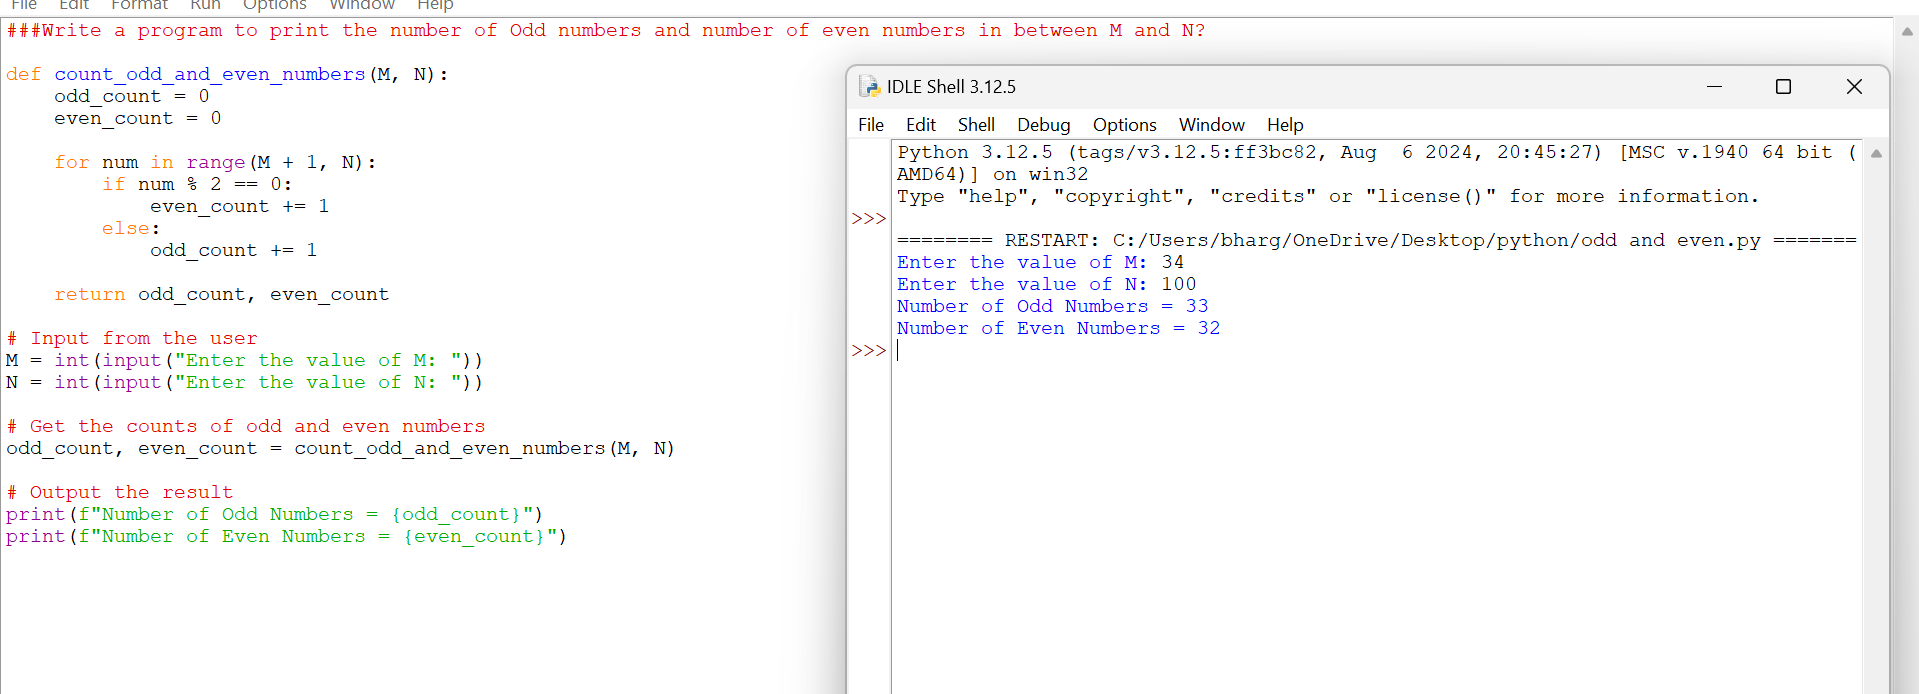 File Edit Format Run Options Window Help
###Write a program to print the number of Odd numbers and number of even numbers in between M and N?
def count_odd_and_even_numbers(M, N):
    odd_count = 0
    even_count = 0
    for num in range(M + 1, N):
        if num % 2 == 0:
            even_count += 1
        else:
            odd_count += 1
    return odd_count, even_count
# Input from the user
M = int(input("Enter the value of M: "))
N = int(input("Enter the value of N: "))
# Get the counts of odd and even numbers
odd_count, even_count = count_odd_and_even_numbers(M, N)
# Output the result
print(f"Number of Odd Numbers = {odd_count}")
print(f"Number of Even Numbers = {even_count}")
IDLE Shell 3.12.5
File Edit Shell Debug Options Window Help
Python 3.12.5 (tags/v3.12.5:ff3bc82, Aug  6 2024, 20:45:27) [MSC v.1940 64 bit (
AMD64)] on win32
Type "help", "copyright", "credits" or "license()" for more information.
>>>
======== RESTART: C:/Users/bharg/OneDrive/Desktop/python/odd and even.py =======
Enter the value of M: 34
Enter the value of N: 100
Number of Odd Numbers = 33
Number of Even Numbers = 32
>>>